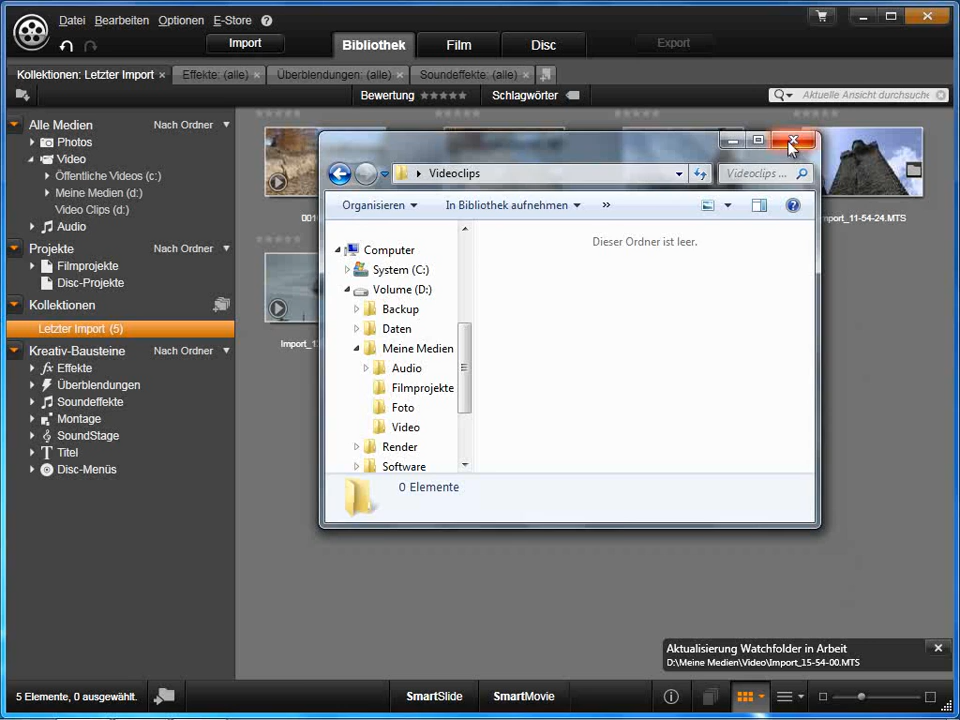 Datei Bearbeiten Optionen E-Store ?
Import
Bibliothek Film Disc Export
Kollektionen: Letzter Import × Effekte: (alle) × Überblendungen: (alle) × Soundeffekte: (alle) ×
Bewertung Schlagwörter Aktuelle Ansicht durchsuche
Alle Medien Nach Ordner
Photos
Video
Öffentliche Videos (c:)
Meine Medien (d:)
Video Clips (d:)
Audio
Projekte Nach Ordner
Filmprojekte
Disc-Projekte
Kollektionen
Letzter Import (5)
Kreativ-Bausteine Nach Ordner
fx Effekte
Überblendungen
Soundeffekte
Montage
SoundStage
T Titel
Disc-Menüs
Videoclips
Videoclips ...
Organisieren In Bibliothek aufnehmen »
Dieser Ordner ist leer.
Computer
System (C:)
Volume (D:)
Backup
Daten
Meine Medien
Audio
Filmprojekte
Foto
Video
Render
Software
0 Elemente
mport_11-54-24.MTS
Aktualisierung Watchfolder in Arbeit
D:\Meine Medien\Video\Import_15-54-00.MTS
5 Elemente, 0 ausgewählt.
SmartSlide SmartMovie